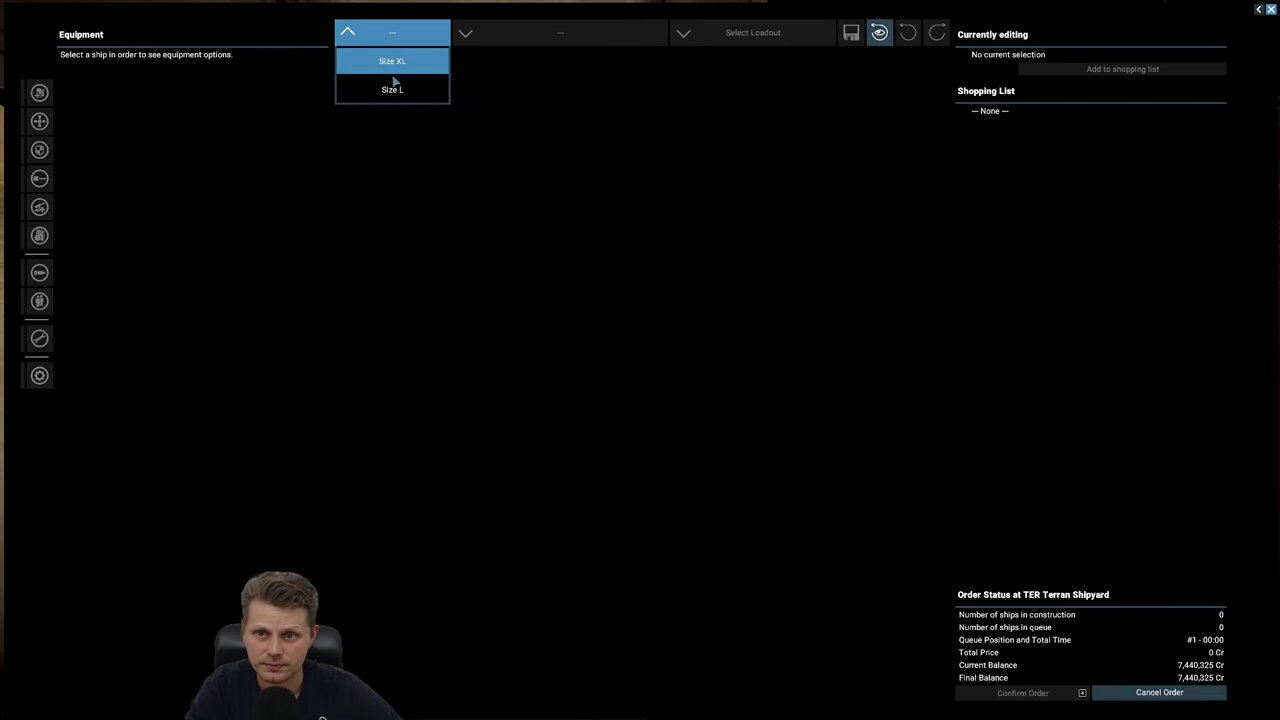 Equipment
Select a ship in order to see equipment options.
---
Size XL
Size L
---
Select Loadout
Currently editing
No current selection
Add to shopping list
Shopping List
--- None ---
Order Status at TER Terran Shipyard
Number of ships in construction 0
Number of ships in queue 0
Queue Position and Total Time #1 - 00:00
Total Price 0 Cr
Current Balance 7,440,325 Cr
Final Balance 7,440,325 Cr
Confirm Order
Cancel Order